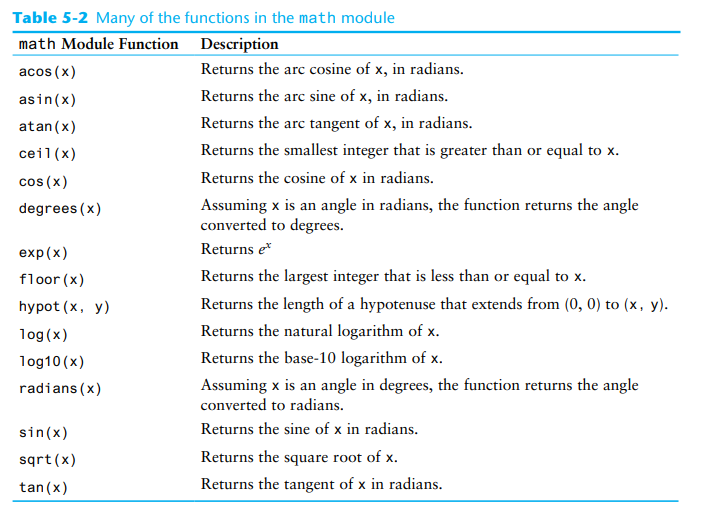 Table 5-2 Many of the functions in the math module
math Module Function Description
acos(x) Returns the arc cosine of x, in radians.
asin(x) Returns the arc sine of x, in radians.
atan(x) Returns the arc tangent of x, in radians.
ceil(x) Returns the smallest integer that is greater than or equal to x.
cos(x) Returns the cosine of x in radians.
degrees(x) Assuming x is an angle in radians, the function returns the angle
converted to degrees.
exp(x) Returns eˣ
floor(x) Returns the largest integer that is less than or equal to x.
hypot(x, y) Returns the length of a hypotenuse that extends from (0, 0) to (x, y).
log(x) Returns the natural logarithm of x.
log10(x) Returns the base-10 logarithm of x.
radians(x) Assuming x is an angle in degrees, the function returns the angle
converted to radians.
sin(x) Returns the sine of x in radians.
sqrt(x) Returns the square root of x.
tan(x) Returns the tangent of x in radians.